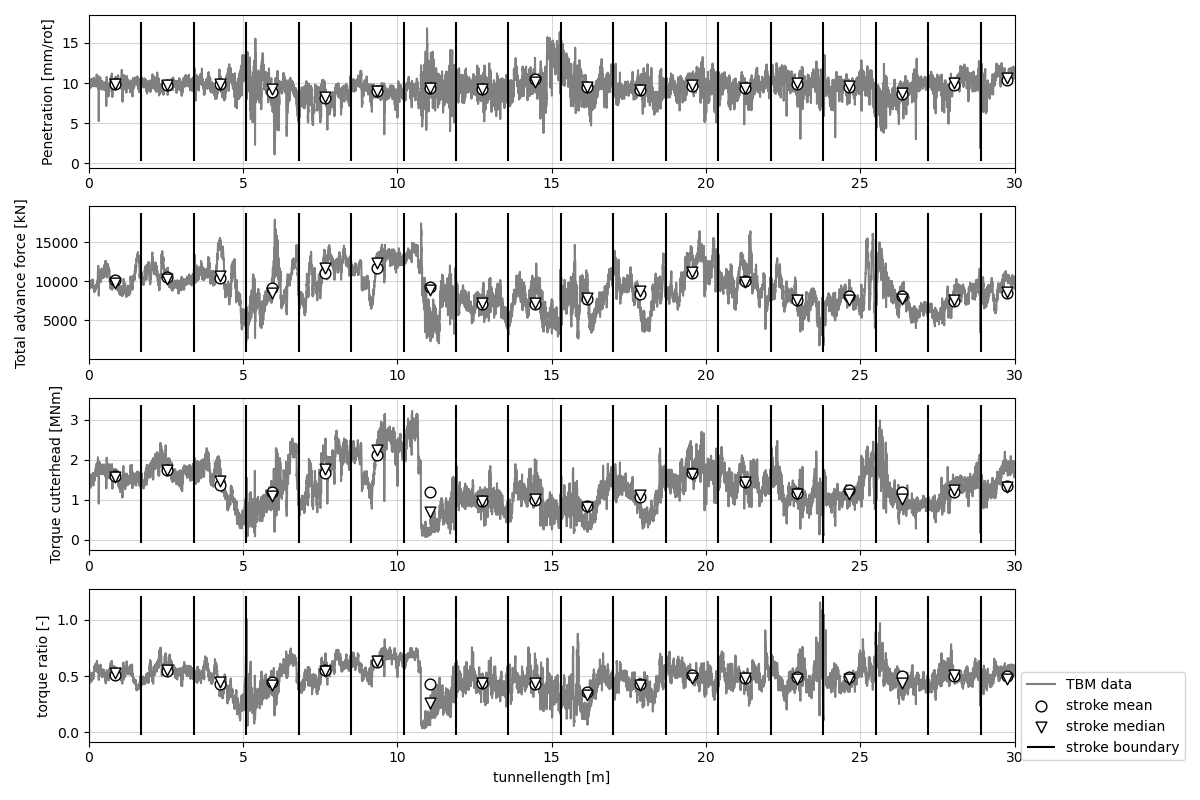 Penetration [mm/rot]
15
10
5
0
0 5 10 15 20 25 30
Total advance force [kN]
15000
10000
5000
0 5 10 15 20 25 30
Torque cutterhead [MNm]
3
2
1
0
0 5 10 15 20 25 30
torque ratio [-]
1.0
0.5
0.0
0 5 10 15 20 25 30
tunnellength [m]
TBM data
stroke mean
stroke median
stroke boundary